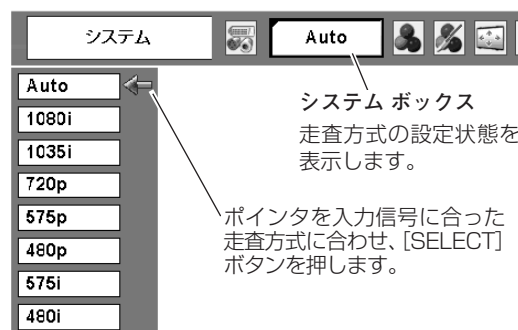 システム
Auto
Auto
1080i
1035i
720p
575p
480p
575i
480i
システム ボックス
走査方式の設定状態を
表示します。
ポインタを入力信号に合った
走査方式に合わせ、[SELECT]
ボタンを押します。